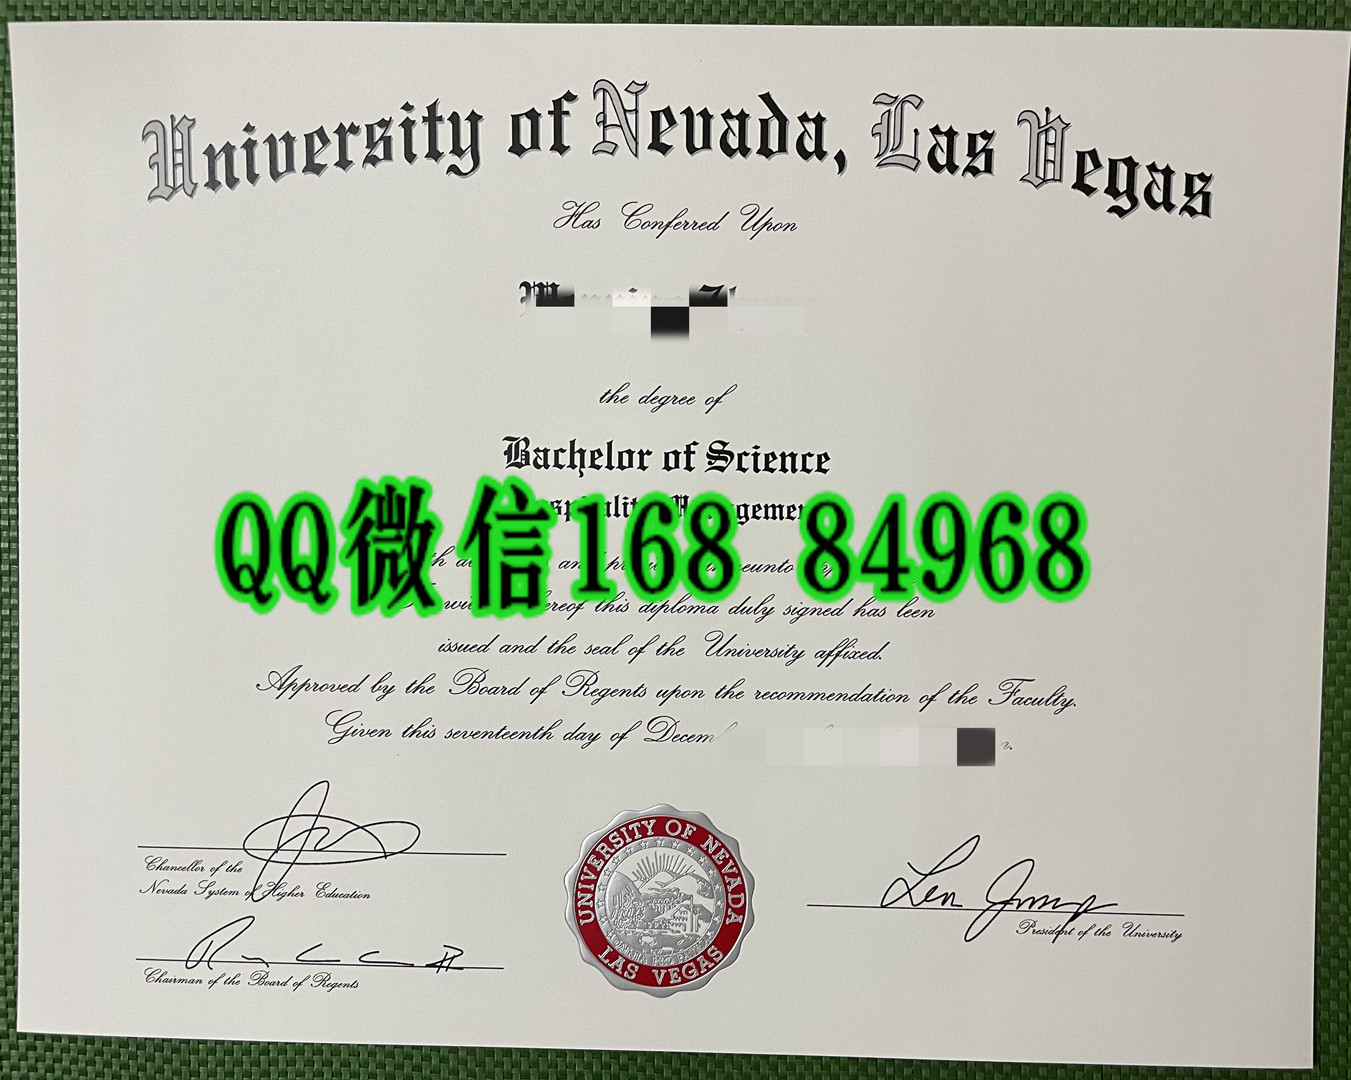 University of Nevada, Las Vegas
Has Conferred Upon
the degree of
Bachelor of Science
QQ微信168 84968
this diploma duly signed has been
issued and the seal of the University affixed.
Approved by the Board of Regents upon the recommendation of the Faculty.
Given this seventeenth day of
Chancellor of the
Nevada System of Higher Education
Chairman of the Board of Regents
UNIVERSITY OF NEVADA
LAS VEGAS
President of the University